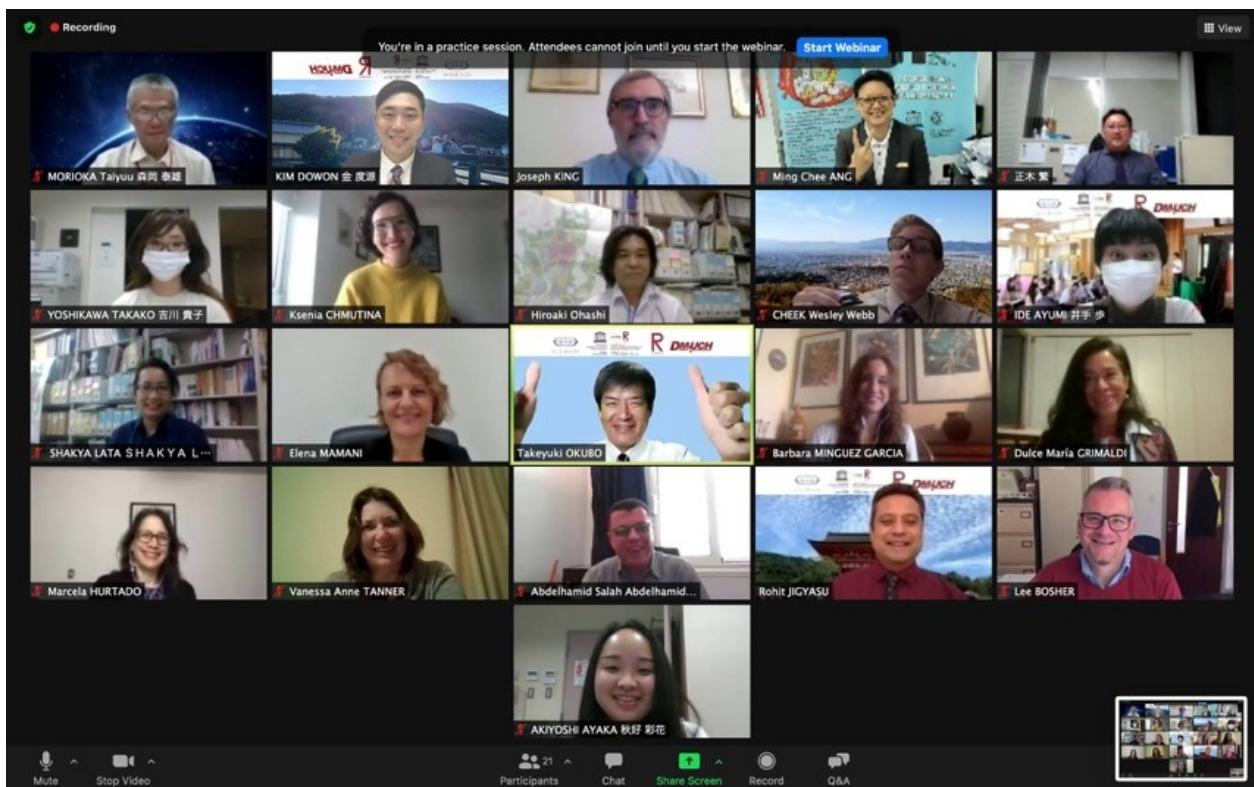 Recording
View
You're in a practice session. Attendees cannot join until you start the webinar.
Start Webinar
MORIOKA Taiyuu 森岡 泰雄
KIM DOWON 金 度源
Joseph KING
Ming Chee ANG
正木 繁
R DMUCH
YOSHIKAWA TAKAKO 吉川 貴子
Ksenia CHMUTINA
Hiroaki Ohashi
CHEEK Wesley Webb
IDE AYUMI 井手 歩
R DMUCH
SHAKYA LATA ＳＨＡＫＹＡ Ｌ…
Elena MAMANI
Takeyuki OKUBO
Barbara MINGUEZ GARCIA
Dulce María GRIMALDI
R DMUCH
Marcela HURTADO
Vanessa Anne TANNER
Abdelhamid Salah Abdelhamid...
Rohit JIGYASU
Lee BOSHER
AKIYOSHI AYAKA 秋好 彩花
Mute
Stop Video
21
Participants
Chat
Share Screen
Record
Q&A